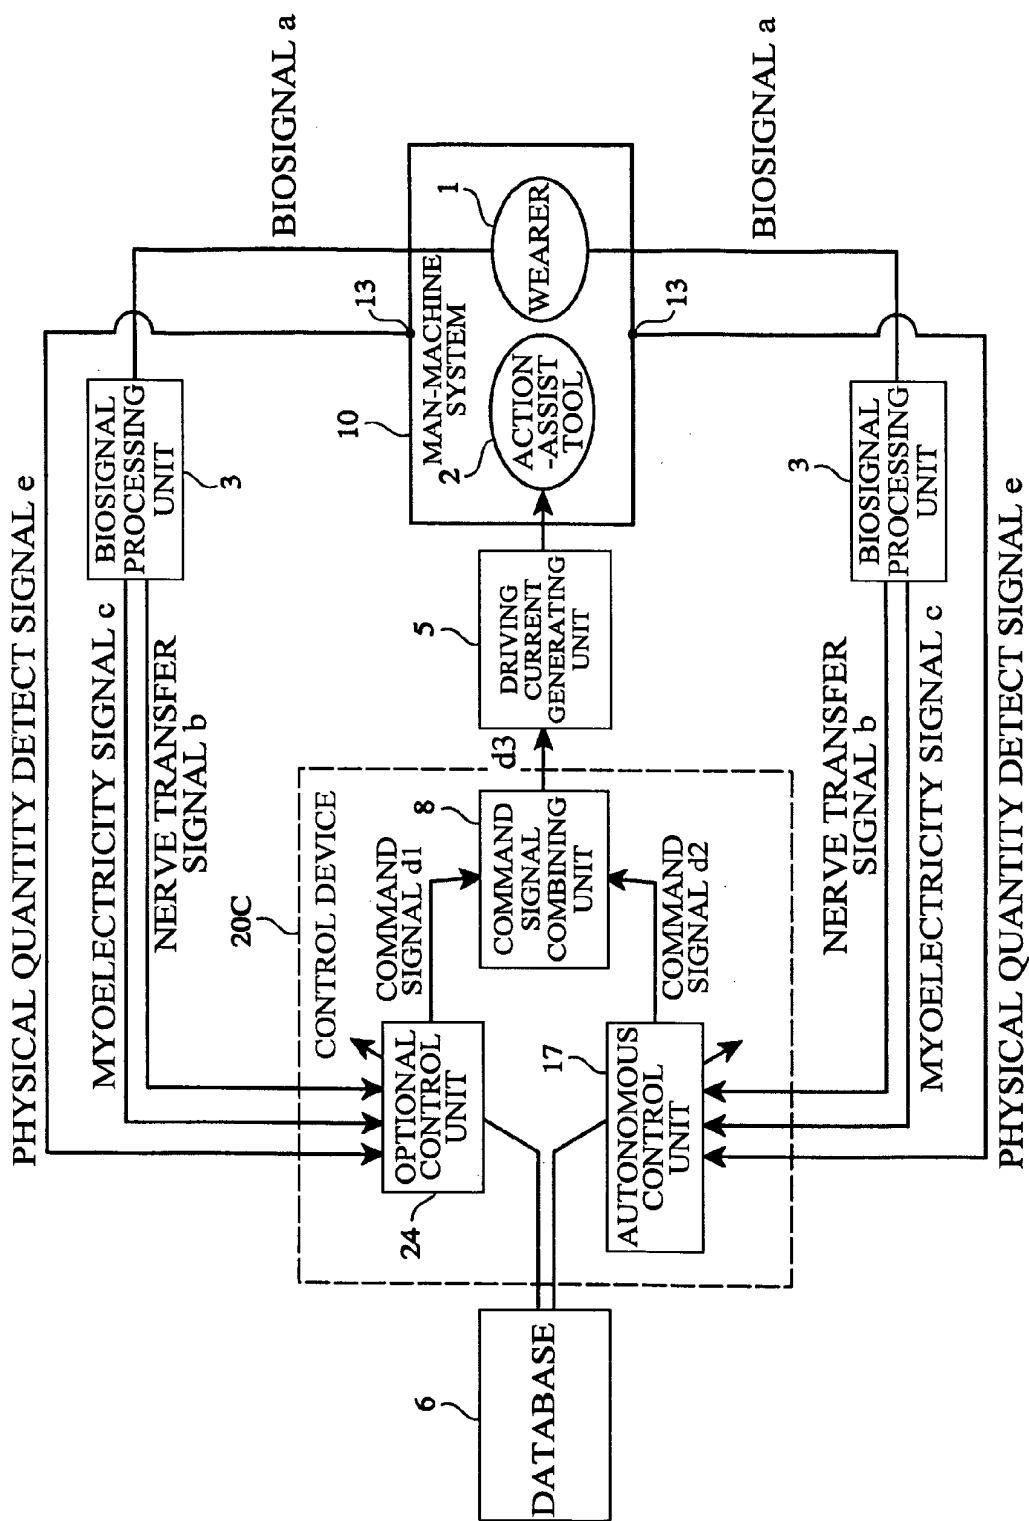 PHYSICAL QUANTITY DETECT SIGNAL e
MYOELECTRICITY SIGNAL c
NERVE TRANSFER
SIGNAL b
BIOSIGNAL
PROCESSING
UNIT
3
BIOSIGNAL a
20C
CONTROL DEVICE
COMMAND
SIGNAL d1
OPTIONAL
CONTROL
UNIT
24
8
COMMAND
SIGNAL
COMBINING
UNIT
d3
5
DRIVING
CURRENT
GENERATING
UNIT
10
MAN-MACHINE
SYSTEM
13
2
ACTION
-ASSIST
TOOL
1
WEARER
13
6
DATABASE
17
AUTONOMOUS
CONTROL
UNIT
COMMAND
SIGNAL d2
NERVE TRANSFER
SIGNAL b
MYOELECTRICITY SIGNAL c
3
BIOSIGNAL
PROCESSING
UNIT
BIOSIGNAL a
PHYSICAL QUANTITY DETECT SIGNAL e